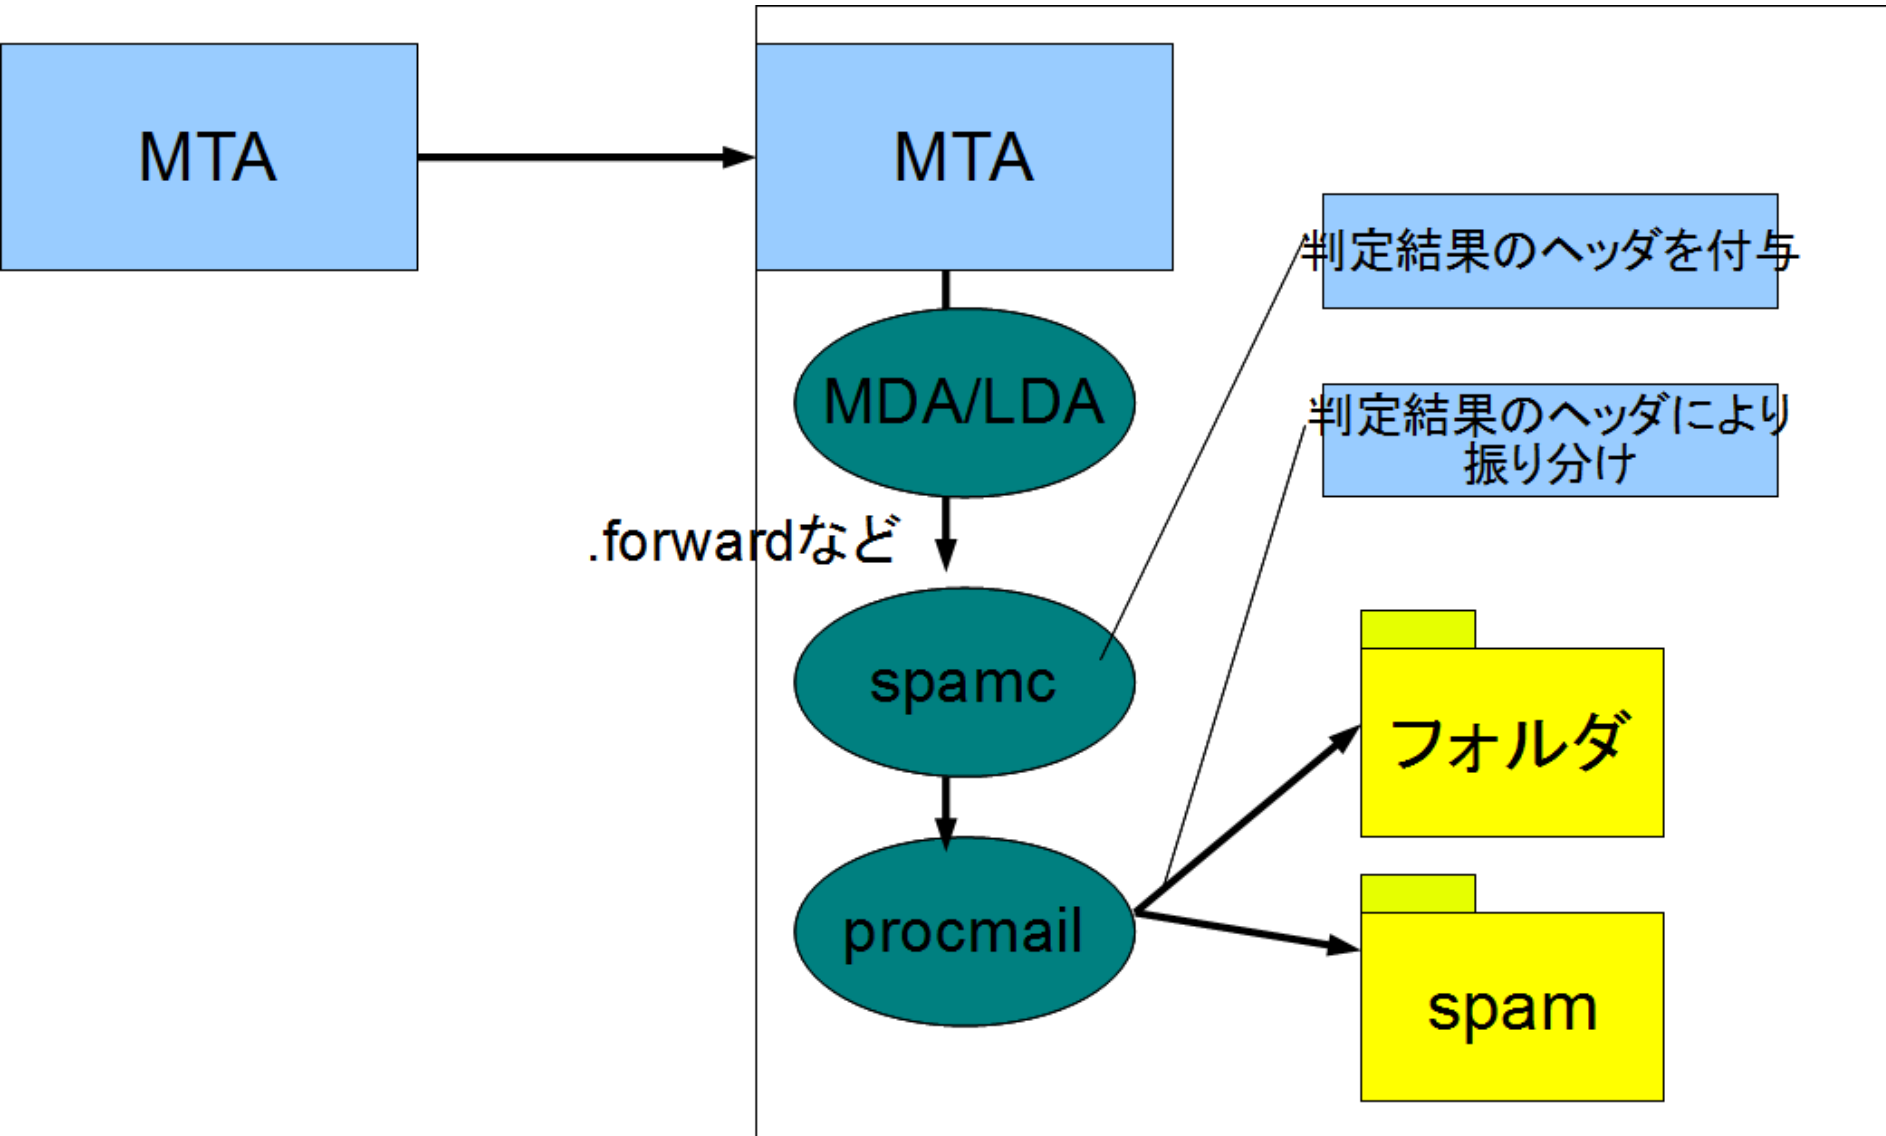 MTA
MTA
判定結果のヘッダを付与
MDA/LDA
判定結果のヘッダにより
振り分け
.forwardなど
spamc
フォルダ
procmail
spam